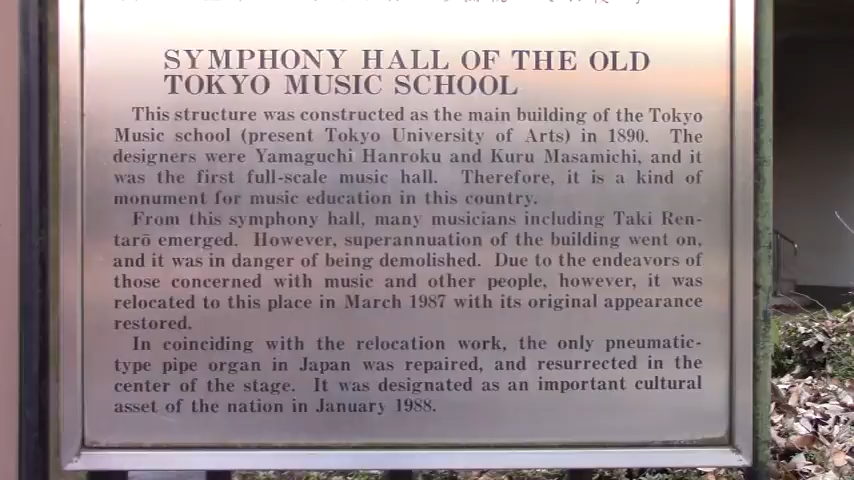 SYMPHONY HALL OF THE OLD
TOKYO MUSIC SCHOOL
This structure was constructed as the main building of the Tokyo
Music school (present Tokyo University of Arts) in 1890. The
designers were Yamaguchi Hanroku and Kuru Masamichi, and it
was the first full-scale music hall. Therefore, it is a kind of
monument for music education in this country.
From this symphony hall, many musicians including Taki Ren-
tarō emerged. However, superannuation of the building went on,
and it was in danger of being demolished. Due to the endeavors of
those concerned with music and other people, however, it was
relocated to this place in March 1987 with its original appearance
restored.
In coinciding with the relocation work, the only pneumatic-
type pipe organ in Japan was repaired, and resurrected in the
center of the stage. It was designated as an important cultural
asset of the nation in January 1988.